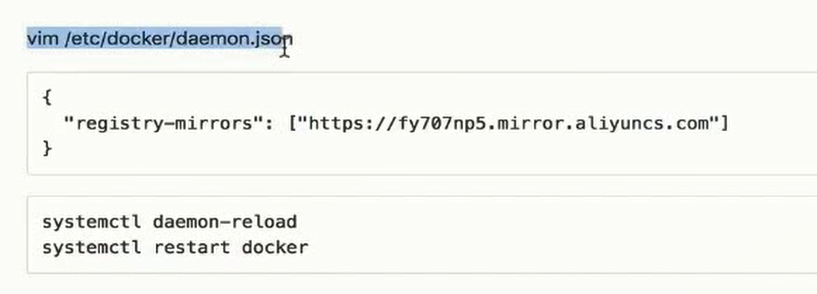 vim /etc/docker/daemon.json
{
  "registry-mirrors": ["https://fy707np5.mirror.aliyuncs.com"]
}
systemctl daemon-reload
systemctl restart docker